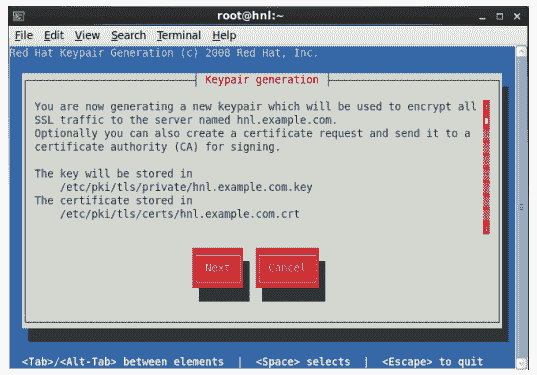 root@hnl:~
File Edit View Search Terminal Help
Red Hat Keypair Generation (c) 2008 Red Hat, Inc.
Keypair generation
You are now generating a new keypair which will be used to encrypt all
SSL traffic to the server named hnl.example.com.
Optionally you can also create a certificate request and send it to a
certificate authority (CA) for signing.
The key will be stored in
/etc/pki/tls/private/hnl.example.com.key
The certificate stored in
/etc/pki/tls/certs/hnl.example.com.crt
Next Cancel
<Tab>/<Alt-Tab> between elements | <Space> selects | <Escape> to quit